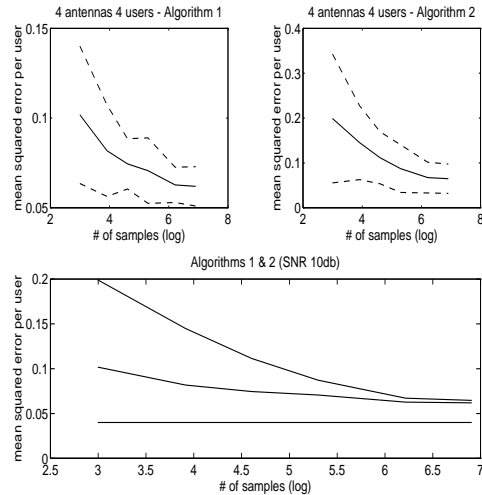 4 antennas 4 users - Algorithm 1
4 antennas 4 users - Algorithm 2
mean squared error per user
0.15
0.1
0.05
2 4 6 8
# of samples (log)
mean squared error per user
0.4
0.3
0.2
0.1
0
2 4 6 8
# of samples (log)
Algorithms 1 & 2 (SNR 10db)
mean squared error per user
0.2
0.15
0.1
0.05
0
2.5 3 3.5 4 4.5 5 5.5 6 6.5 7
# of samples (log)